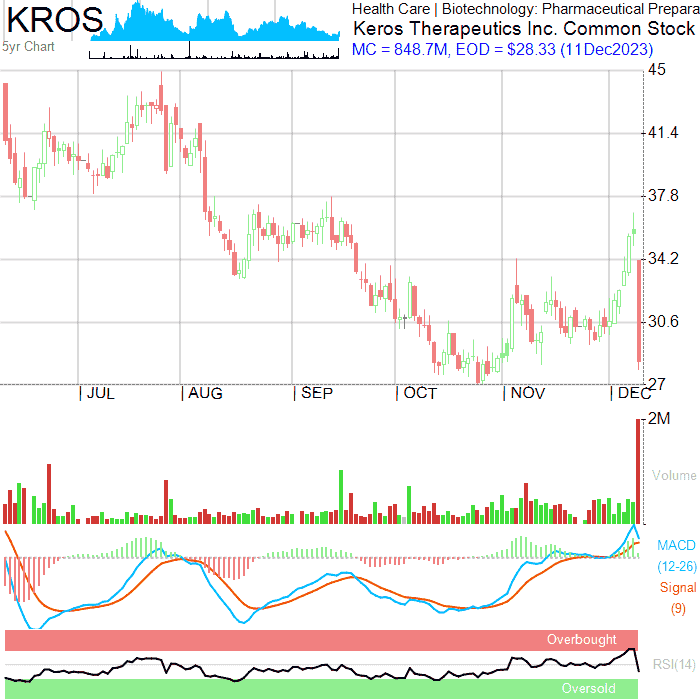 KROS
5yr Chart
Health Care | Biotechnology: Pharmaceutical Prepara
Keros Therapeutics Inc. Common Stock
MC = 848.7M, EOD = $28.33 (11Dec2023)
45
41.4
37.8
34.2
30.6
27
JUL AUG SEP OCT NOV DEC
2M
Volume
MACD
(12-26)
Signal
(9)
Overbought
RSI(14)
Oversold